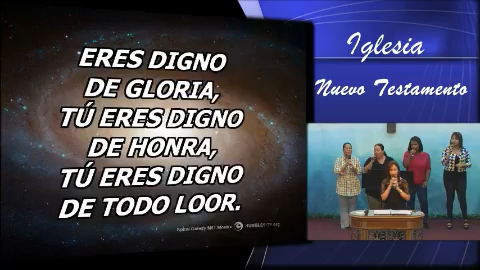 ERES DIGNO
DE GLORIA,
TÚ ERES DIGNO
DE HONRA,
TÚ ERES DIGNO
DE TODO LOOR.
Iglesia
Nuevo Testamento